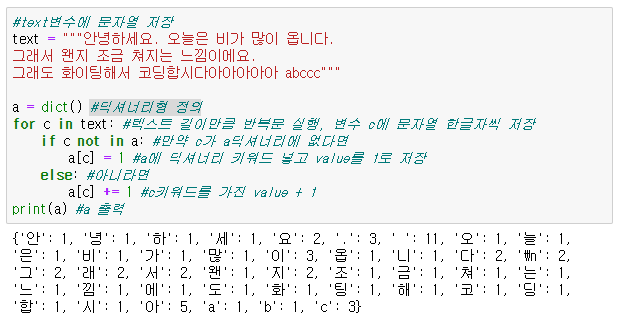 #text변수에 문자열 저장
text = """안녕하세요. 오늘은 비가 많이 옵니다.
그래서 왠지 조금 쳐지는 느낌이에요.
그래도 화이팅해서 코딩합시다아아아아아 abccc"""
a = dict() #딕셔너리형 정의
for c in text: #텍스트 길이만큼 반복문 실행, 변수 c에 문자열 한글자씩 저장
if c not in a: #만약 c가 a딕셔너리에 없다면
a[c] = 1 #a에 딕셔너리 키워드 넣고 value를 1로 저장
else: #아니라면
a[c] += 1 #c키워드를 가진 value + 1
print(a) #a 출력
{'안': 1, '녕': 1, '하': 1, '세': 1, '요': 2, '.': 3, ' ': 11, '오': 1, '늘': 1,
'은': 1, '비': 1, '가': 1, '많': 1, '이': 3, '옵': 1, '니': 1, '다': 2, '₩n': 2,
'그': 2, '래': 2, '서': 2, '왠': 1, '지': 2, '조': 1, '금': 1, '쳐': 1, '는': 1,
'느': 1, '낌': 1, '에': 1, '도': 1, '화': 1, '팅': 1, '해': 1, '코': 1, '딩': 1,
'합': 1, '시': 1, '아': 5, 'a': 1, 'b': 1, 'c': 3}